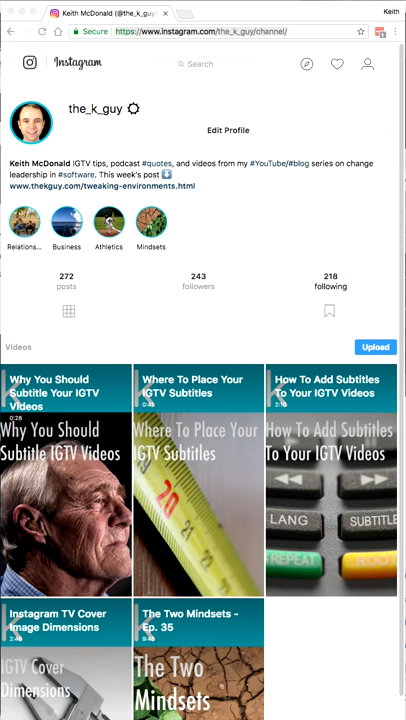 Keith McDonald (@the_k_guy)
Keith
Secure
https://www.instagram.com/the_k_guy/channel/
Instagram
Search
the_k_guy
Edit Profile
Keith McDonald IGTV tips, podcast #quotes, and videos from my #YouTube/#blog series on change
leadership in #software. This week's post
www.thekguy.com/tweaking-environments.html
Relations...
Business
Athletics
Mindsets
272
243
218
posts
followers
following
Videos
Upload
Why You Should
Subtitle Your IGTV
Videos
0:28
Where To Place Your
IGTV Subtitles
How To Add Subtitles
To Your IGTV Videos
Why You Should
Subtitle IGTV Videos
Where To Place Your
IGTV Subtitles
20
19
How To Add Subtitles
To Your IGTV Videos
LANG
SUBTITLE
REPEAT
Instagram TV Cover
Image Dimensions
The Two Mindsets -
Ep. 35
IGTV Cover
Dimensions
The Two
Mindsets